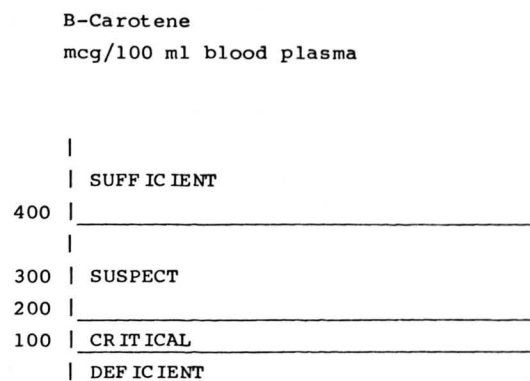 B-Carotene
mcg/100 ml blood plasma
SUFFICIENT
400
300 SUSPECT
200
100 CRITICAL
DEFICIENT